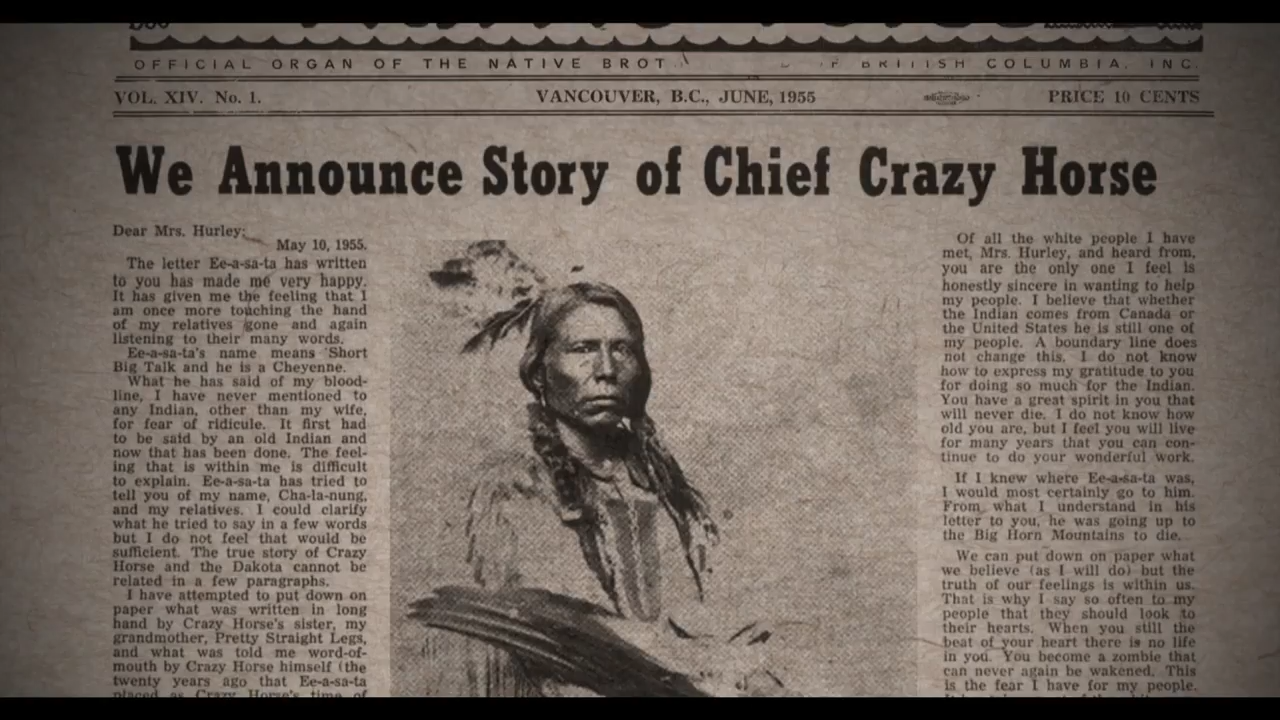 OFFICIAL ORGAN OF THE NATIVE BROT BRITISH COLUMBIA, INC.
VOL. XIV. No. 1. VANCOUVER, B.C., JUNE, 1955 PRICE 10 CENTS
We Announce Story of Chief Crazy Horse
Dear Mrs. Hurley:
May 10, 1955.
The letter Ee-a-sa-ta has written
to you has made me very happy.
It has given me the feeling that I
am once more touching the hand
of my relatives gone and again
listening to their many words.
Ee-a-sa-ta's name means 'Short
Big Talk and he is a Cheyenne.
What he has said of my blood-
line, I have never mentioned to
any Indian, other than my wife,
for fear of ridicule. It first had
to be said by an old Indian and
now that has been done. The feel-
ing that is within me is difficult
to explain. Ee-a-sa-ta has tried to
tell you of my name, Cha-la-nung,
and my relatives. I could clarify
what he tried to say in a few words
but I do not feel that would be
sufficient. The true story of Crazy
Horse and the Dakota cannot be
related in a few paragraphs.
I have attempted to put down on
paper what was written in long
hand by Crazy Horse's sister, my
grandmother, Pretty Straight Legs,
and what was told me word-of-
mouth by Crazy Horse himself (the
twenty years ago that Ee-a-sa-ta
placed as Crazy Horse's time of
Of all the white people I have
met, Mrs. Hurley, and heard from,
you are the only one I feel is
honestly sincere in wanting to help
my people. I believe that whether
the Indian comes from Canada or
the United States he is still one of
my people. A boundary line does
not change this. I do not know
how to express my gratitude to you
for doing so much for the Indian.
You have a great spirit in you that
will never die. I do not know how
old you are, but I feel you will live
for many years that you can con-
tinue to do your wonderful work.
If I knew where Ee-a-sa-ta was,
I would most certainly go to him.
From what I understand in his
letter to you, he was going up to
the Big Horn Mountains to die.
We can put down on paper what
we believe (as I will do) but the
truth of our feelings is within us.
That is why I say so often to my
people that they should look to
their hearts. When you still the
beat of your heart there is no life
in you. You become a zombie that
can never again be wakened. This
is the fear I have for my people.